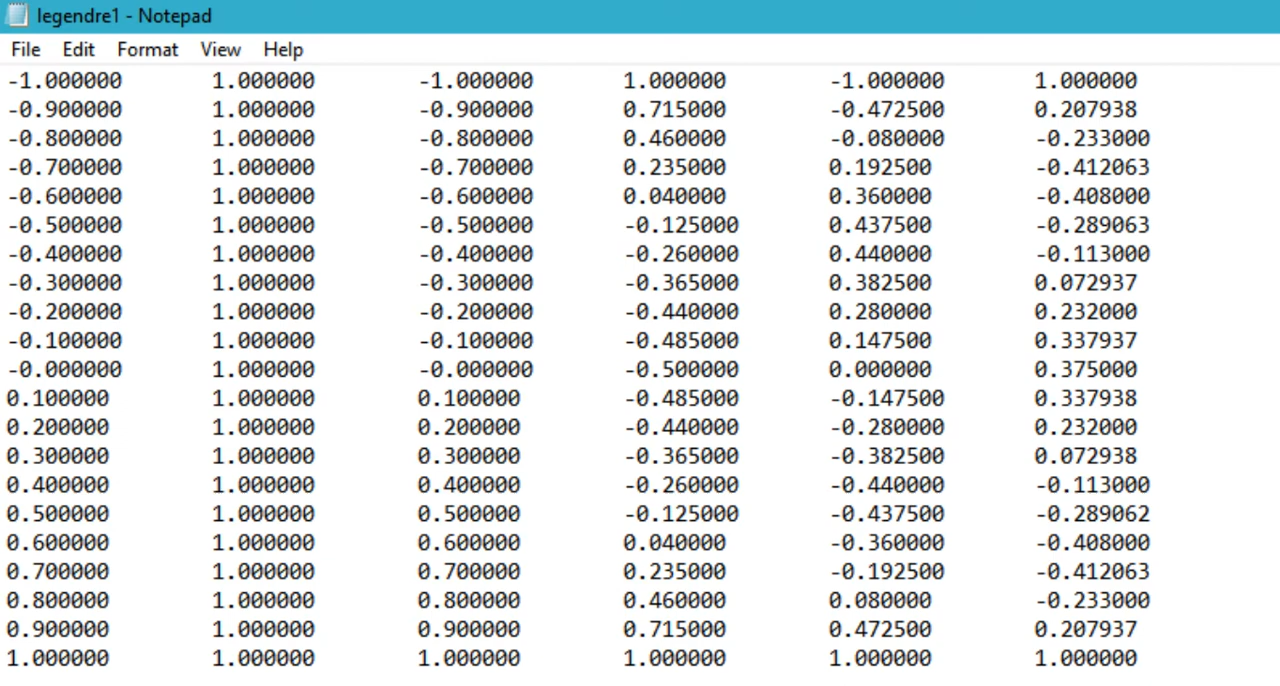 legendre1 - Notepad
File Edit Format View Help
-1.000000 1.000000 -1.000000 1.000000 -1.000000 1.000000
-0.900000 1.000000 -0.900000 0.715000 -0.472500 0.207938
-0.800000 1.000000 -0.800000 0.460000 -0.080000 -0.233000
-0.700000 1.000000 -0.700000 0.235000 0.192500 -0.412063
-0.600000 1.000000 -0.600000 0.040000 0.360000 -0.408000
-0.500000 1.000000 -0.500000 -0.125000 0.437500 -0.289063
-0.400000 1.000000 -0.400000 -0.260000 0.440000 -0.113000
-0.300000 1.000000 -0.300000 -0.365000 0.382500 0.072937
-0.200000 1.000000 -0.200000 -0.440000 0.280000 0.232000
-0.100000 1.000000 -0.100000 -0.485000 0.147500 0.337937
-0.000000 1.000000 -0.000000 -0.500000 0.000000 0.375000
0.100000 1.000000 0.100000 -0.485000 -0.147500 0.337938
0.200000 1.000000 0.200000 -0.440000 -0.280000 0.232000
0.300000 1.000000 0.300000 -0.365000 -0.382500 0.072938
0.400000 1.000000 0.400000 -0.260000 -0.440000 -0.113000
0.500000 1.000000 0.500000 -0.125000 -0.437500 -0.289062
0.600000 1.000000 0.600000 0.040000 -0.360000 -0.408000
0.700000 1.000000 0.700000 0.235000 -0.192500 -0.412063
0.800000 1.000000 0.800000 0.460000 0.080000 -0.233000
0.900000 1.000000 0.900000 0.715000 0.472500 0.207937
1.000000 1.000000 1.000000 1.000000 1.000000 1.000000